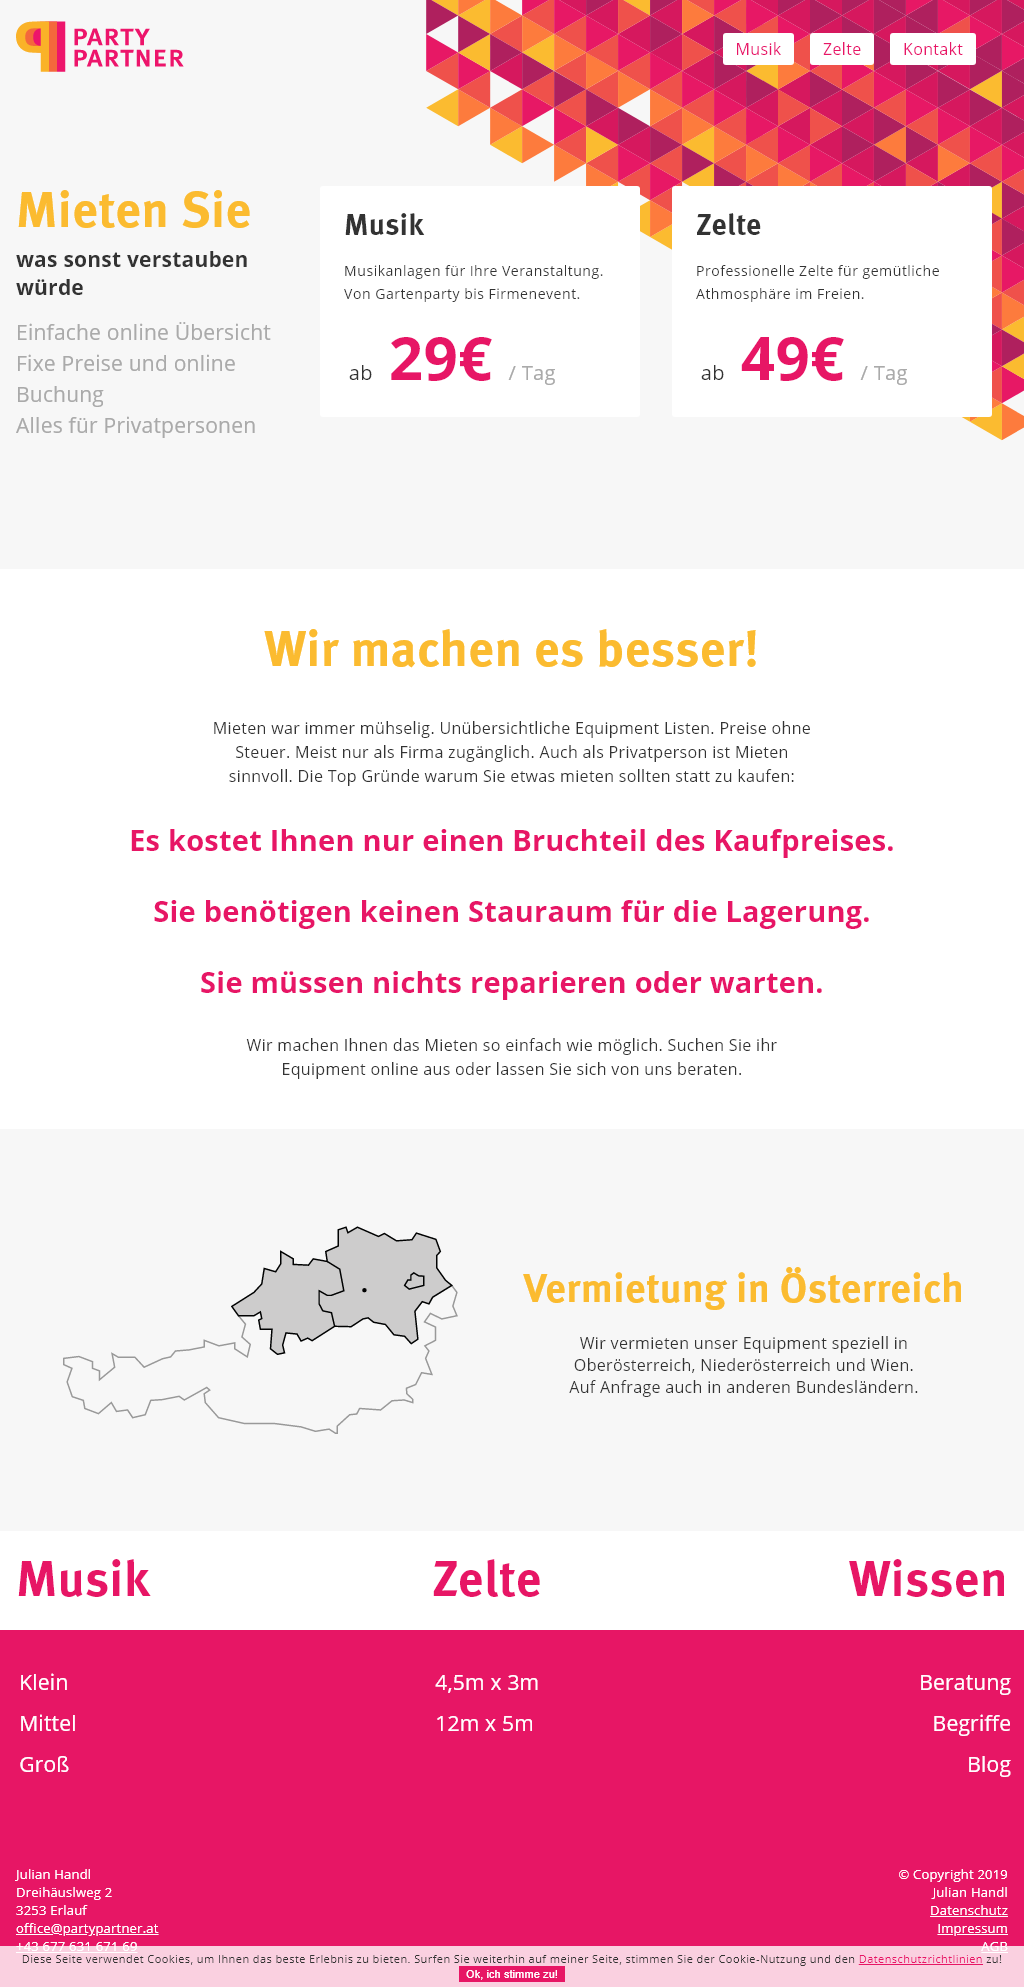 PARTY
PARTNER
Musik Zelte Kontakt
Mieten Sie
was sonst verstauben
würde
Einfache online Übersicht
Fixe Preise und online
Buchung
Alles für Privatpersonen
Musik
Musikanlagen für Ihre Veranstaltung.
Von Gartenparty bis Firmenevent.
ab 29€ / Tag
Zelte
Professionelle Zelte für gemütliche
Athmosphäre im Freien.
ab 49€ / Tag
Wir machen es besser!
Mieten war immer mühselig. Unübersichtliche Equipment Listen. Preise ohne
Steuer. Meist nur als Firma zugänglich. Auch als Privatperson ist Mieten
sinnvoll. Die Top Gründe warum Sie etwas mieten sollten statt zu kaufen:
Es kostet Ihnen nur einen Bruchteil des Kaufpreises.
Sie benötigen keinen Stauraum für die Lagerung.
Sie müssen nichts reparieren oder warten.
Wir machen Ihnen das Mieten so einfach wie möglich. Suchen Sie ihr
Equipment online aus oder lassen Sie sich von uns beraten.
Vermietung in Österreich
Wir vermieten unser Equipment speziell in
Oberösterreich, Niederösterreich und Wien.
Auf Anfrage auch in anderen Bundesländern.
Musik
Zelte
Wissen
Klein
Mittel
Groß
4,5m x 3m
12m x 5m
Beratung
Begriffe
Blog
Julian Handl
Dreihäuslweg 2
3253 Erlauf
office@partypartner.at
+43 677 631 671 69
© Copyright 2019
Julian Handl
Datenschutz
Impressum
AGB
Diese Seite verwendet Cookies, um Ihnen das beste Erlebnis zu bieten. Surfen Sie weiterhin auf meiner Seite, stimmen Sie der Cookie-Nutzung und den Datenschutzrichtlinien zu!
Ok, ich stimme zu!